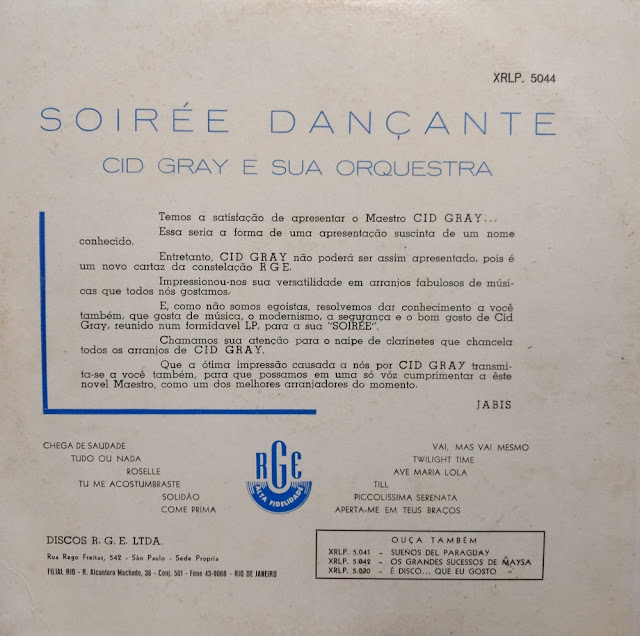 XRLP. 5044
SOIRÉE DANÇANTE
CID GRAY E SUA ORQUESTRA
Temos a satisfação de apresentar o Maestro CID GRAY...
Essa seria a forma de uma apresentação suscinta de um nome
conhecido.
Entretanto, CID GRAY não poderá ser assim apresentado, pois é
um novo cartaz da constelação R G E.
Impressionou-nos sua versatilidade em arranjos fabulosos de músi-
cas que todos nós gostamos.
E, como não somos egoistas, resolvemos dar conhecimento a você
também, que gosta de música, o modernismo, a segurança e o bom gosto de Cid
Gray, reunido num formidavel LP, para a sua "SOIRÉE".
Chamamos sua atenção para o naipe de clarinetes que chancela
todos os arranjos de CID GRAY.
Que a ótima impressão causada a nós por CID GRAY transmi-
ta-se a você também, para que possamos em uma só vóz cumprimentar a êste
novel Maestro, como um dos melhores arranjadores do momento.
JABIS
CHEGA DE SAUDADE
TUDO OU NADA
ROSELLE
TU ME ACOSTUMBRASTE
SOLIDÃO
COME PRIMA
RGE
ALTA FIDELIDADE
VAI, MAS VAI MESMO
TWILIGHT TIME
AVE MARIA LOLA
TILL
PICCOLISSIMA SERENATA
APERTA-ME EM TEUS BRAÇOS
DISCOS R. G. E. LTDA.
Rua Rego Freitas, 542 - São Paulo - Sede Propria
FILIAL RIO - R. Alcantara Machado, 36 - Conj. 501 - Fone 43-9068 - RIO DE JANEIRO
OUÇA TAMBÉM
XRLP. 5.041 - SUEÑOS DEL PARAGUAY
XRLP. 5.042 - OS GRANDES SUCESSOS DE MAYSA
XRLP. 5.030 - É DISCO... QUE EU GOSTO